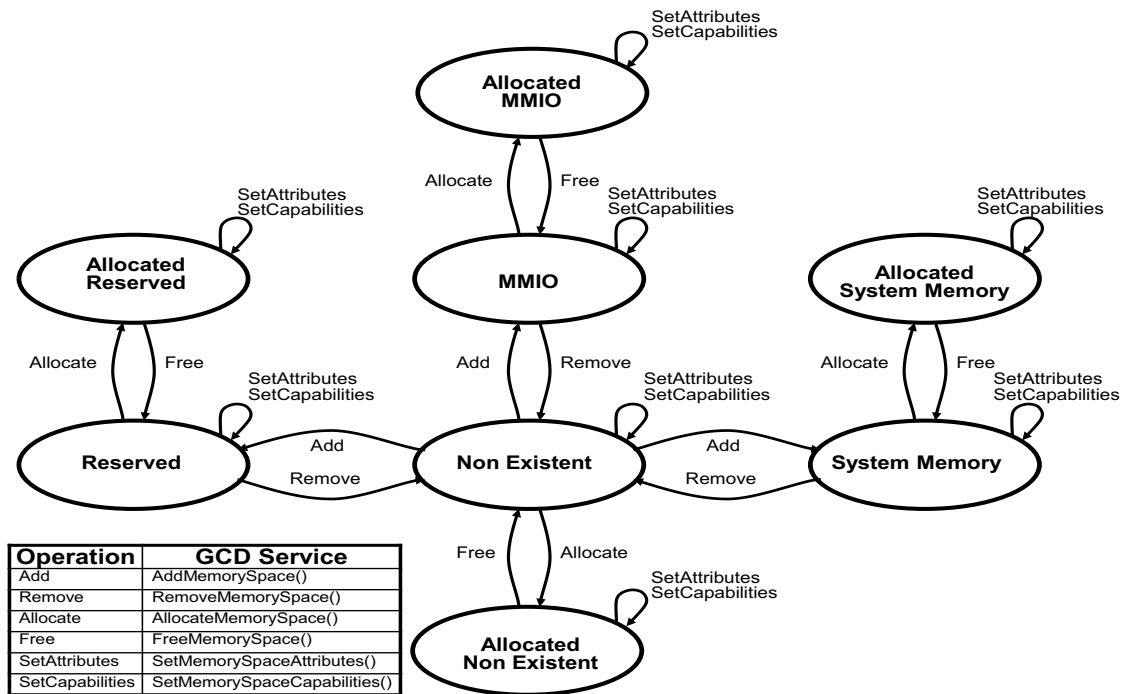 SetAttributes
SetCapabilities
Allocated
MMIO
Allocate
Free
SetAttributes
SetCapabilities
SetAttributes
SetCapabilities
SetAttributes
SetCapabilities
Allocated
Reserved
MMIO
Allocated
System Memory
Allocate
Free
Add
Remove
Allocate
Free
SetAttributes
SetCapabilities
SetAttributes
SetCapabilities
SetAttributes
SetCapabilities
Reserved
Add
Remove
Non Existent
Add
Remove
System Memory
Free
Allocate
SetAttributes
SetCapabilities
Allocated
Non Existent
Operation GCD Service
Add AddMemorySpace()
Remove RemoveMemorySpace()
Allocate AllocateMemorySpace()
Free FreeMemorySpace()
SetAttributes SetMemorySpaceAttributes()
SetCapabilities SetMemorySpaceCapabilities()